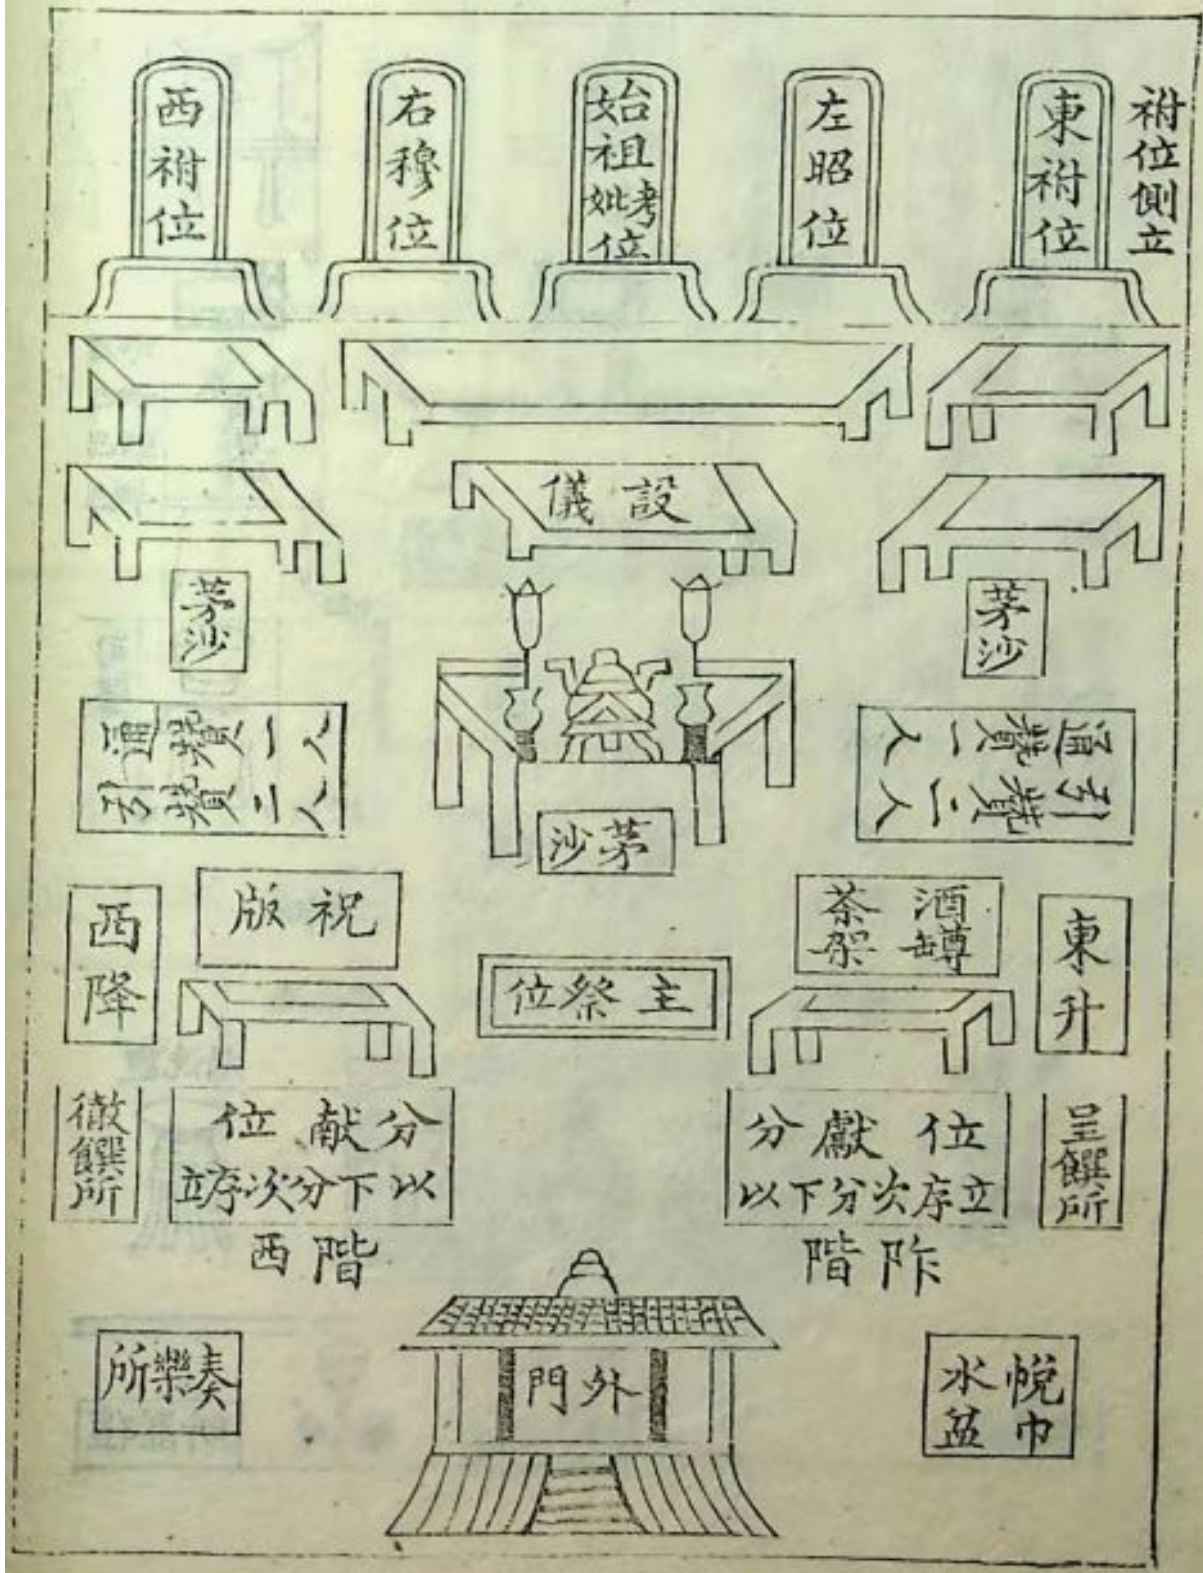 祔位側立
東祔位
左昭位
始祖考妣位
右穆位
西祔位
設儀
茅沙
茅沙
通贊一人
引贊二人
通贊一人
引贊二人
茅沙
東升
酒罇
茶架
主祭位
祝版
西降
呈饌所
分獻位
以下分次序立
分献位
以下分次序立
徹饌所
阼階
西階
帨巾
水盆
外門
奏樂所